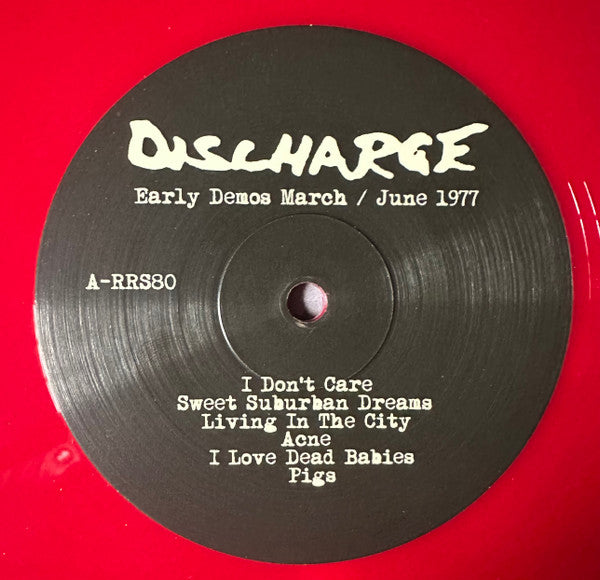 DISCHARGE
Early Demos March / June 1977
A-RRS80
I Don't Care
Sweet Suburban Dreams
Living In The City
Acne
I Love Dead Babies
Pigs